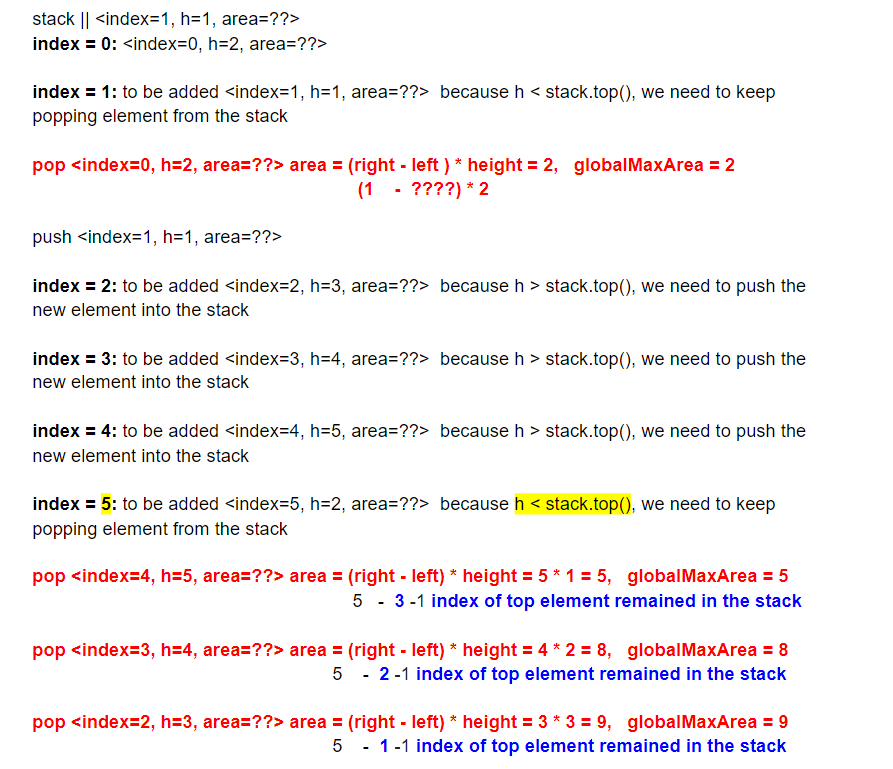 stack || <index=1, h=1, area=??>
index = 0: <index=0, h=2, area=??>
index = 1: to be added <index=1, h=1, area=??>  because h < stack.top(), we need to keep
popping element from the stack
pop <index=0, h=2, area=??> area = (right - left ) * height = 2,   globalMaxArea = 2
(1    -  ????) * 2
push <index=1, h=1, area=??>
index = 2: to be added <index=2, h=3, area=??>  because h > stack.top(), we need to push the
new element into the stack
index = 3: to be added <index=3, h=4, area=??>  because h > stack.top(), we need to push the
new element into the stack
index = 4: to be added <index=4, h=5, area=??>  because h > stack.top(), we need to push the
new element into the stack
index = 5: to be added <index=5, h=2, area=??>  because h < stack.top(), we need to keep
popping element from the stack
pop <index=4, h=5, area=??> area = (right - left) * height = 5 * 1 = 5,   globalMaxArea = 5
5   -  3 -1 index of top element remained in the stack
pop <index=3, h=4, area=??> area = (right - left) * height = 4 * 2 = 8,   globalMaxArea = 8
5    -  2 -1 index of top element remained in the stack
pop <index=2, h=3, area=??> area = (right - left) * height = 3 * 3 = 9,   globalMaxArea = 9
5    -  1 -1 index of top element remained in the stack